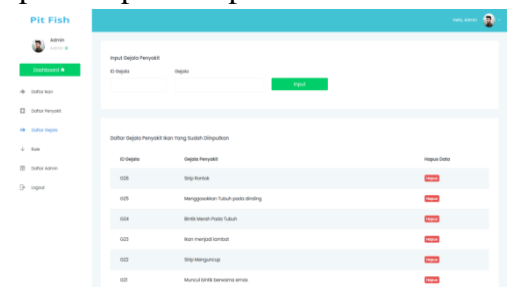 Pit Fish
Hello, Admin
Admin
Admin
Dashboard
Input Gejala Penyakit
ID Gejala
Gejala
Input
Daftar Ikan
Daftar Penyakit
Daftar Gejala
Rule
Daftar Admin
Logout
Daftar Gejala Penyakit Ikan Yang Sudah Diinputkan
ID Gejala Gejala Penyakit Hapus Data
G26 Sirip Rontok Hapus
G25 Menggosokkan Tubuh pada dinding Hapus
G24 Bintik Merah Pada Tubuh Hapus
G23 Ikan menjadi lambat Hapus
G22 Sirip Menguncup Hapus
G21 Muncul bintik berwarna emas Hapus